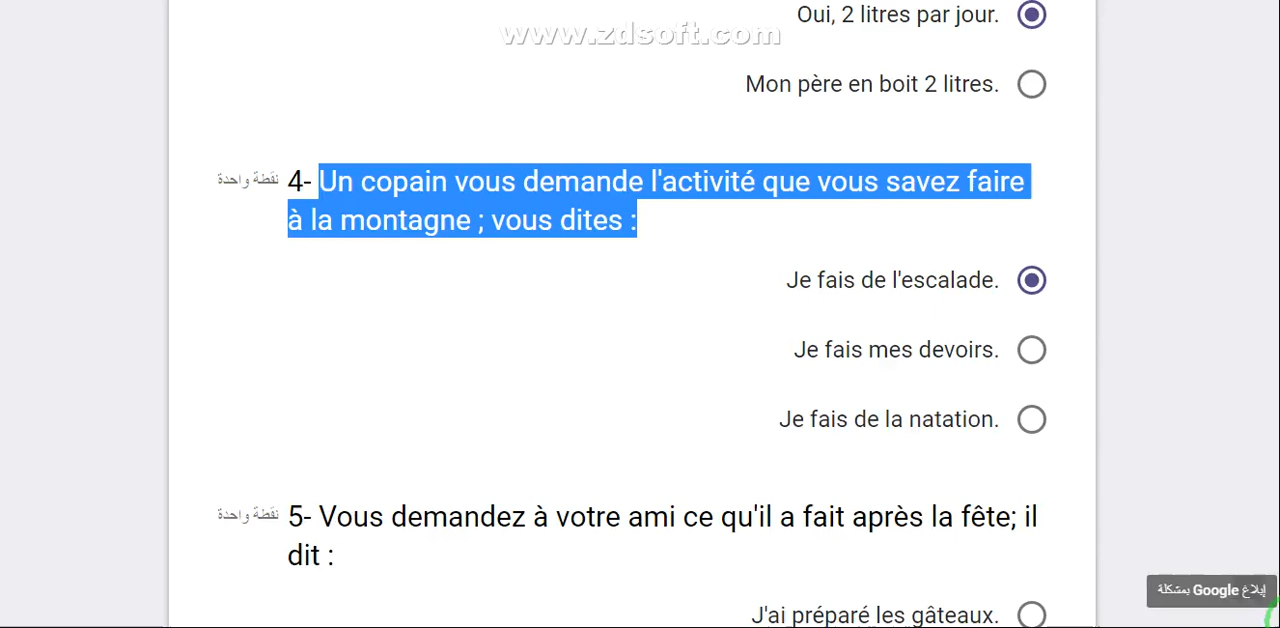 Oui, 2 litres par jour.
www.zdsoft.com
Mon père en boit 2 litres.
نقطة واحدة
4- Un copain vous demande l'activité que vous savez faire
à la montagne ; vous dites :
Je fais de l'escalade.
Je fais mes devoirs.
Je fais de la natation.
نقطة واحدة
5- Vous demandez à votre ami ce qu'il a fait après la fête; il
dit :
إبلاغ Google بمشكلة
J'ai préparé les gâteaux.